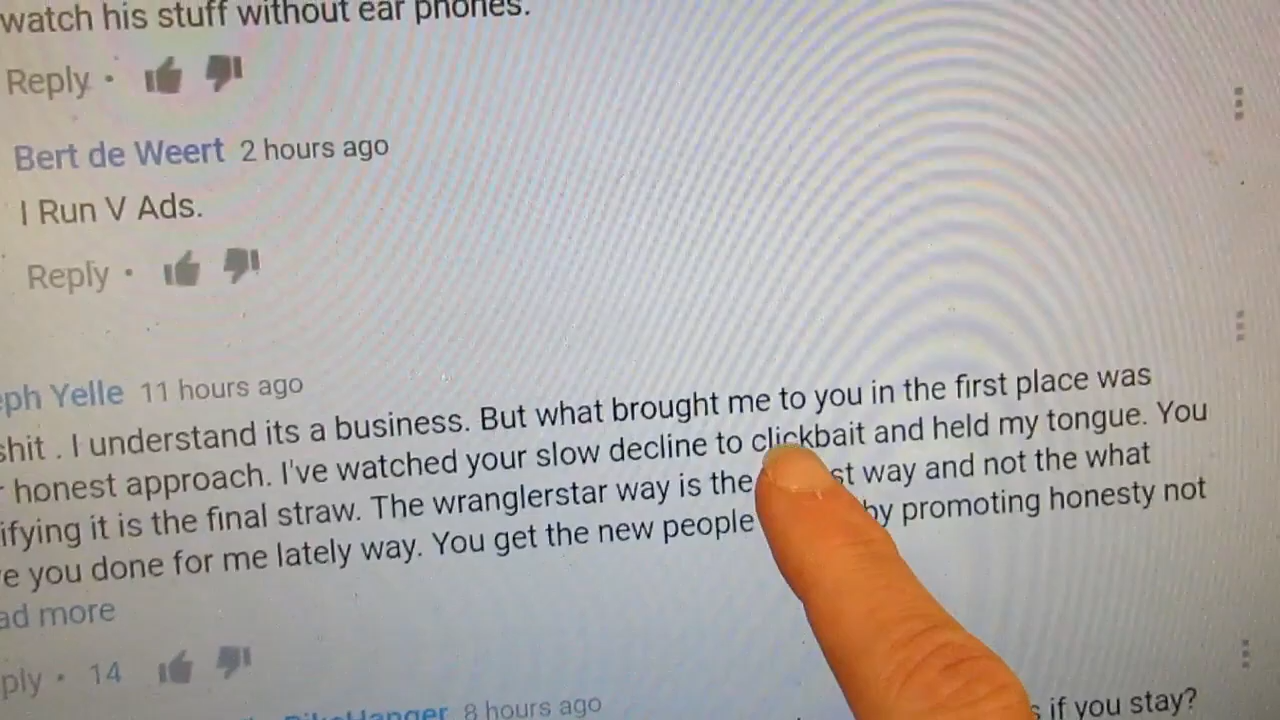 watch his stuff without ear phones.
Reply
Bert de Weert 2 hours ago
I Run V Ads.
Reply
eph Yelle 11 hours ago
shit . I understand its a business. But what brought me to you in the first place was
r honest approach. I've watched your slow decline to clickbait and held my tongue. You
ifying it is the final straw. The wranglerstar way is the st way and not the what
e you done for me lately way. You get the new people by promoting honesty not
ad more
ply 14
8 hours ago
s if you stay?